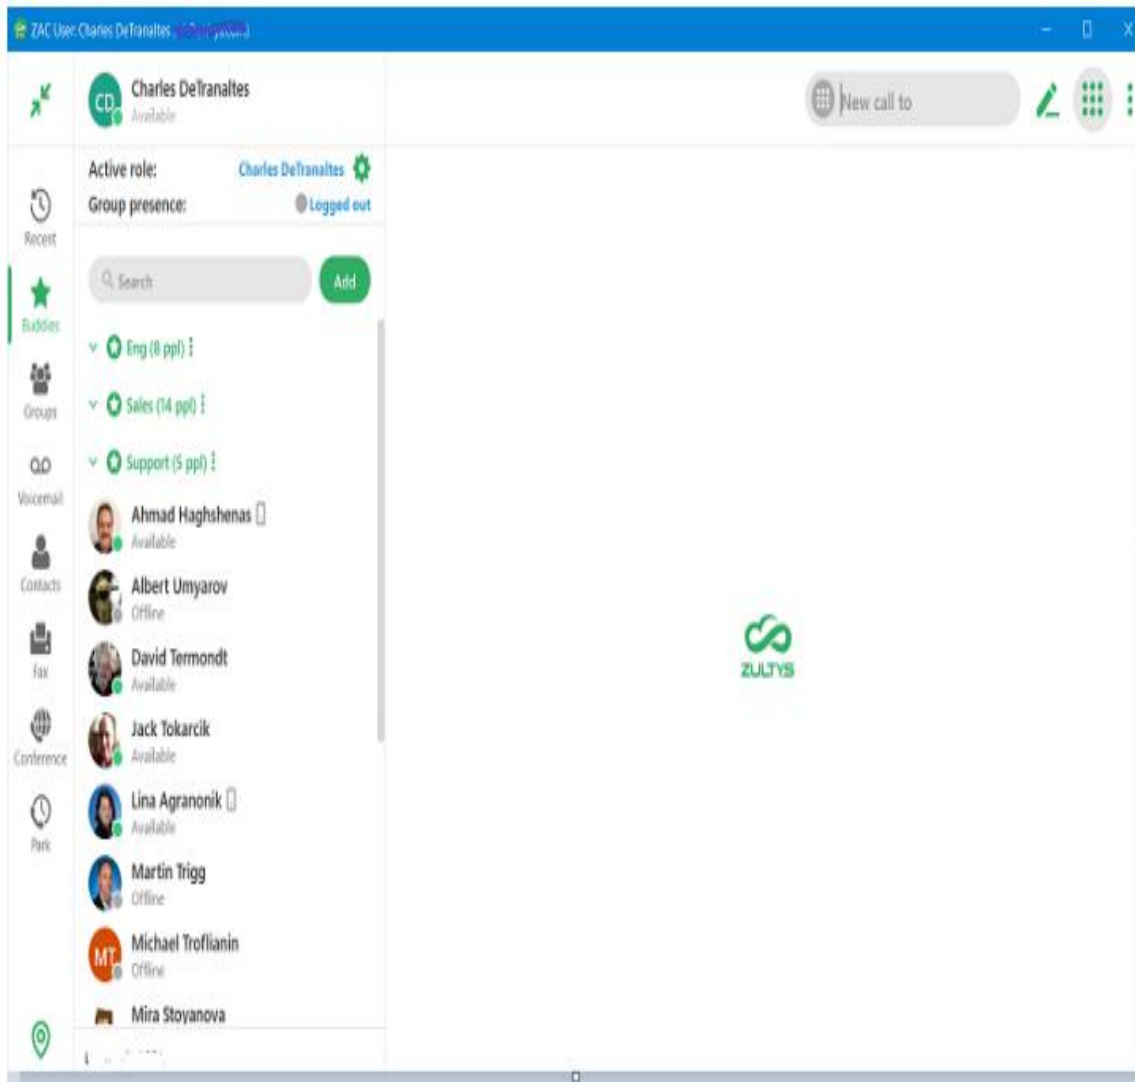 ZAC User: Charles DeTranaltes
CD
Charles DeTranaltes
Available
New call to
Active role: Charles DeTranaltes
Group presence: Logged out
Recent
Search
Add
Buddies
Eng (8 ppl)
Groups
Sales (14 ppl)
Support (5 ppl)
Voicemail
Ahmad Haghshenas
Available
Contacts
Albert Umyarov
Offline
Fax
David Termondt
Available
ZULTYS
Jack Tokarcik
Available
Conference
Lina Agranonik
Available
Park
Martin Trigg
Offline
MT
Michael Troflianin
Offline
Mira Stoyanova